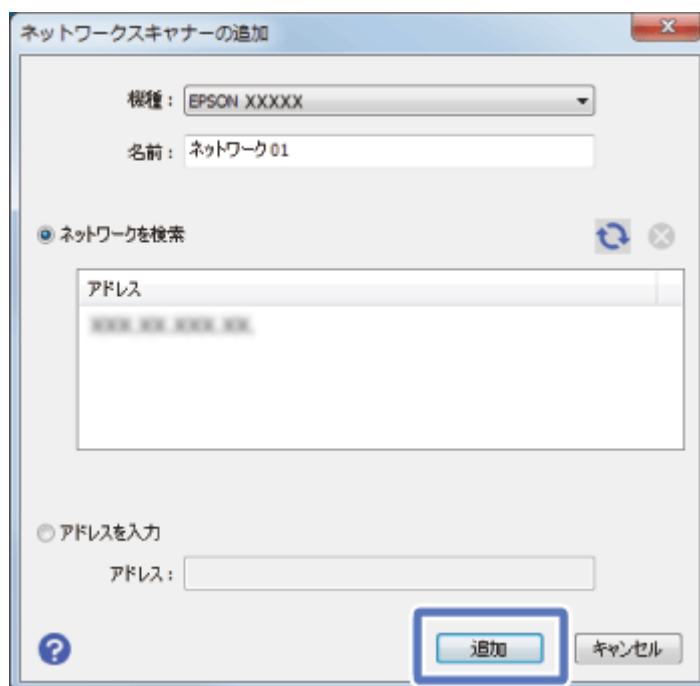 ネットワークスキャナーの追加
機種： EPSON XXXXX
名前： ネットワーク01
ネットワークを検索
アドレス
アドレスを入力
アドレス：
追加 キャンセル